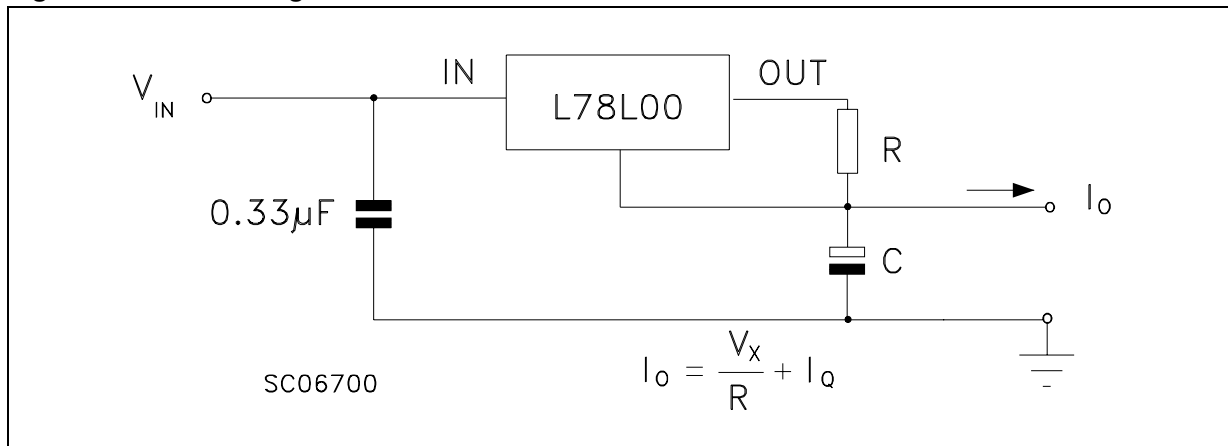 IN
OUT
V_IN
L78L00
R
0.33µF
I_O
C
I_O = V_X / R + I_Q
SC06700